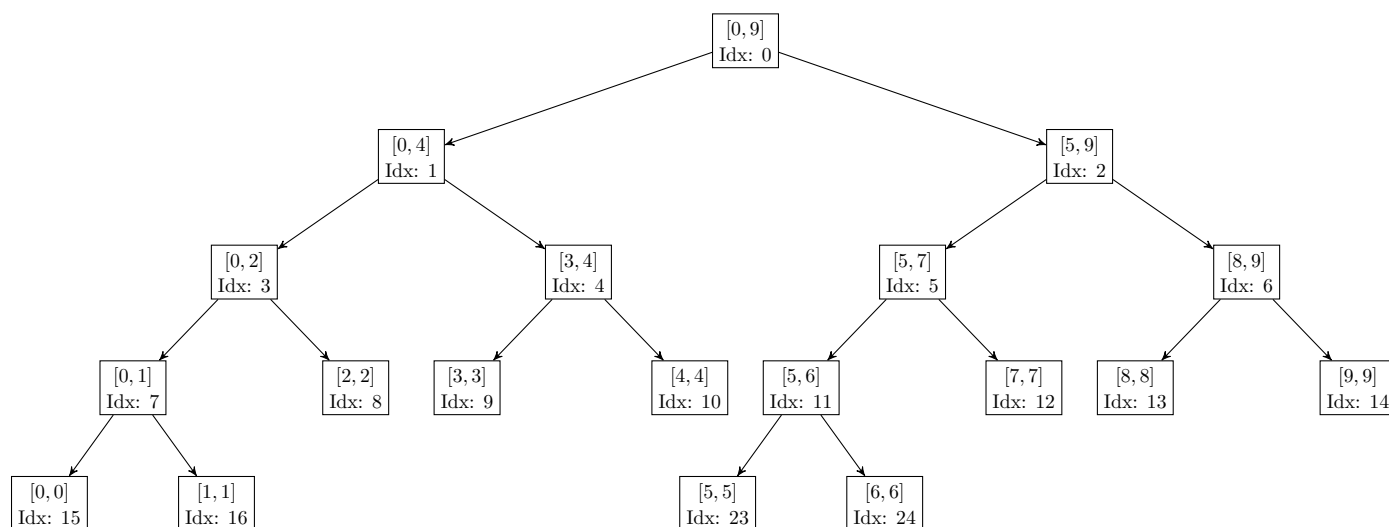 [0, 9]
Idx: 0
[0, 4]
Idx: 1
[5, 9]
Idx: 2
[0, 2]
Idx: 3
[3, 4]
Idx: 4
[5, 7]
Idx: 5
[8, 9]
Idx: 6
[0, 1]
Idx: 7
[2, 2]
Idx: 8
[3, 3]
Idx: 9
[4, 4]
Idx: 10
[5, 6]
Idx: 11
[7, 7]
Idx: 12
[8, 8]
Idx: 13
[9, 9]
Idx: 14
[0, 0]
Idx: 15
[1, 1]
Idx: 16
[5, 5]
Idx: 23
[6, 6]
Idx: 24